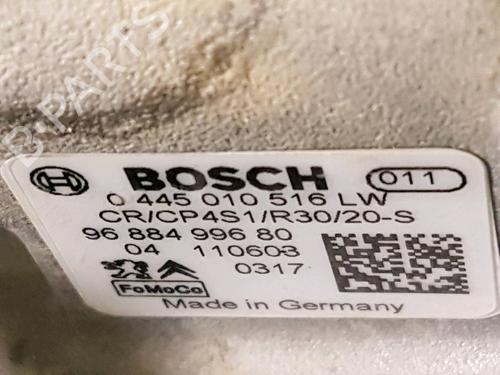 B-PARTS
BOSCH 011
0 445 010 516 LW
CR/CP4S1/R30/20-S
96 884 996 80
04 110603
0317
FoMoCo
Made in Germany